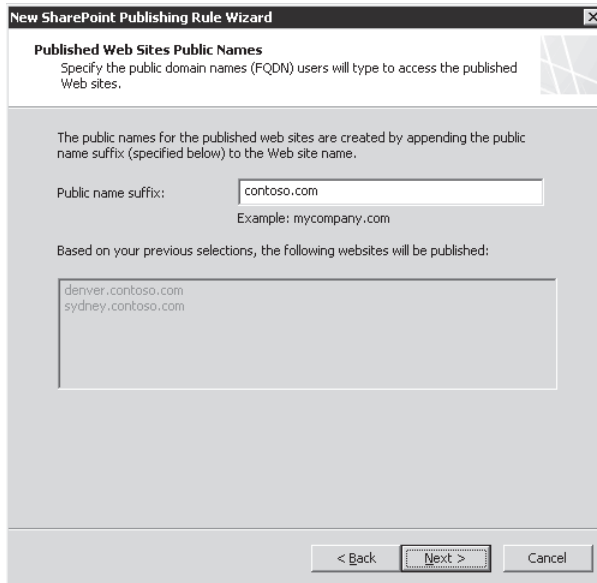 New SharePoint Publishing Rule Wizard
Published Web Sites Public Names
Specify the public domain names (FQDN) users will type to access the published
Web sites.
The public names for the published web sites are created by appending the public
name suffix (specified below) to the Web site name.
Public name suffix:
contoso.com
Example: mycompany.com
Based on your previous selections, the following websites will be published:
denver.contoso.com
sydney.contoso.com
< Back
Next >
Cancel